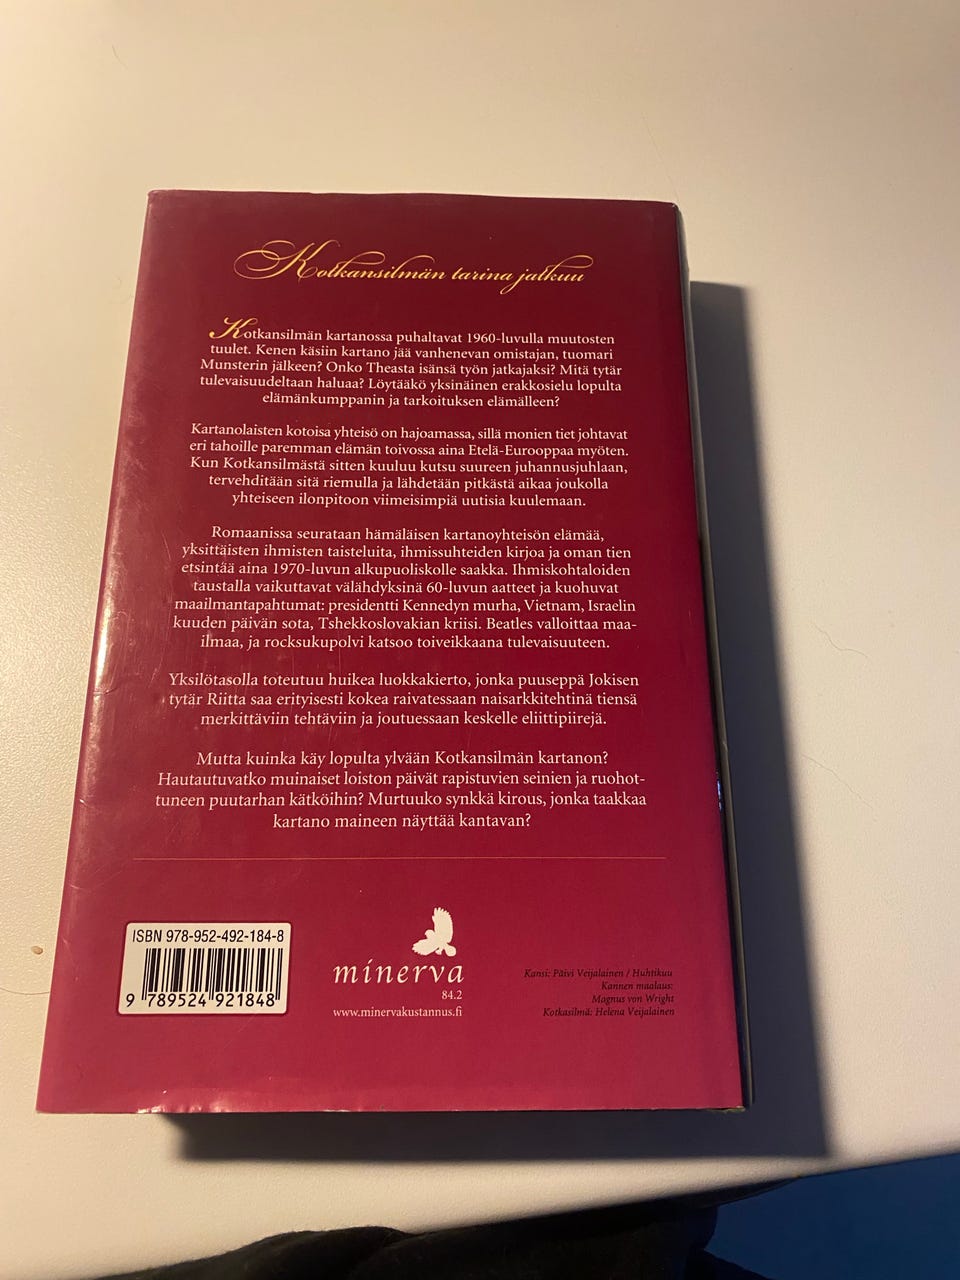 Kotkansilmän tarina jatkuu
Kotkansilmän kartanossa puhaltavat 1960-luvulla muutosten
tuulet. Kenen käsiin kartano jää vanhenevan omistajan, tuomari
Munsterin jälkeen? Onko Theasta isänsä työn jatkajaksi? Mitä tytär
tulevaisuudeltaan haluaa? Löytääkö yksinäinen erakkosielu lopulta
elämänkumppanin ja tarkoituksen elämälleen?
Kartanolaisten kotoisa yhteisö on hajoamassa, sillä monien tiet johtavat
eri tahoille paremman elämän toivossa aina Etelä-Eurooppaa myöten.
Kun Kotkansilmästä sitten kuuluu kutsu suureen juhannusjuhlaan,
tervehditään sitä riemulla ja lähdetään pitkästä aikaa joukolla
yhteiseen ilonpitoon viimeisimpiä uutisia kuulemaan.
Romaanissa seurataan hämäläisen kartanoyhteisön elämää,
yksittäisten ihmisten taisteluita, ihmissuhteiden kirjoa ja oman tien
etsintää aina 1970-luvun alkupuoliskolle saakka. Ihmiskohtaloiden
taustalla vaikuttavat välähdyksinä 60-luvun aatteet ja kuohuvat
maailmantapahtumat: presidentti Kennedyn murha, Vietnam, Israelin
kuuden päivän sota, Tshekkoslovakian kriisi. Beatles valloittaa maa-
ilmaa, ja rocksukupolvi katsoo toiveikkaana tulevaisuuteen.
Yksilötasolla toteutuu huikea luokkakierto, jonka puuseppä Jokisen
tytär Riitta saa erityisesti kokea raivatessaan naisarkkitehtinä tiensä
merkittäviin tehtäviin ja joutuessaan keskelle eliittipiirejä.
Mutta kuinka käy lopulta ylvään Kotkansilmän kartanon?
Hautautuvatko muinaiset loiston päivät rapistuvien seinien ja ruohot-
tuneen puutarhan kätköihin? Murtuuko synkkä kirous, jonka taakkaa
kartano maineen näyttää kantavan?
ISBN 978-952-492-184-8
9 789524 921848
minerva
84.2
www.minervakustannus.fi
Kansi: Päivi Veijalainen / Huhtikuu
Kannen maalaus:
Magnus von Wright
Kotkasilmä: Helena Veijalainen